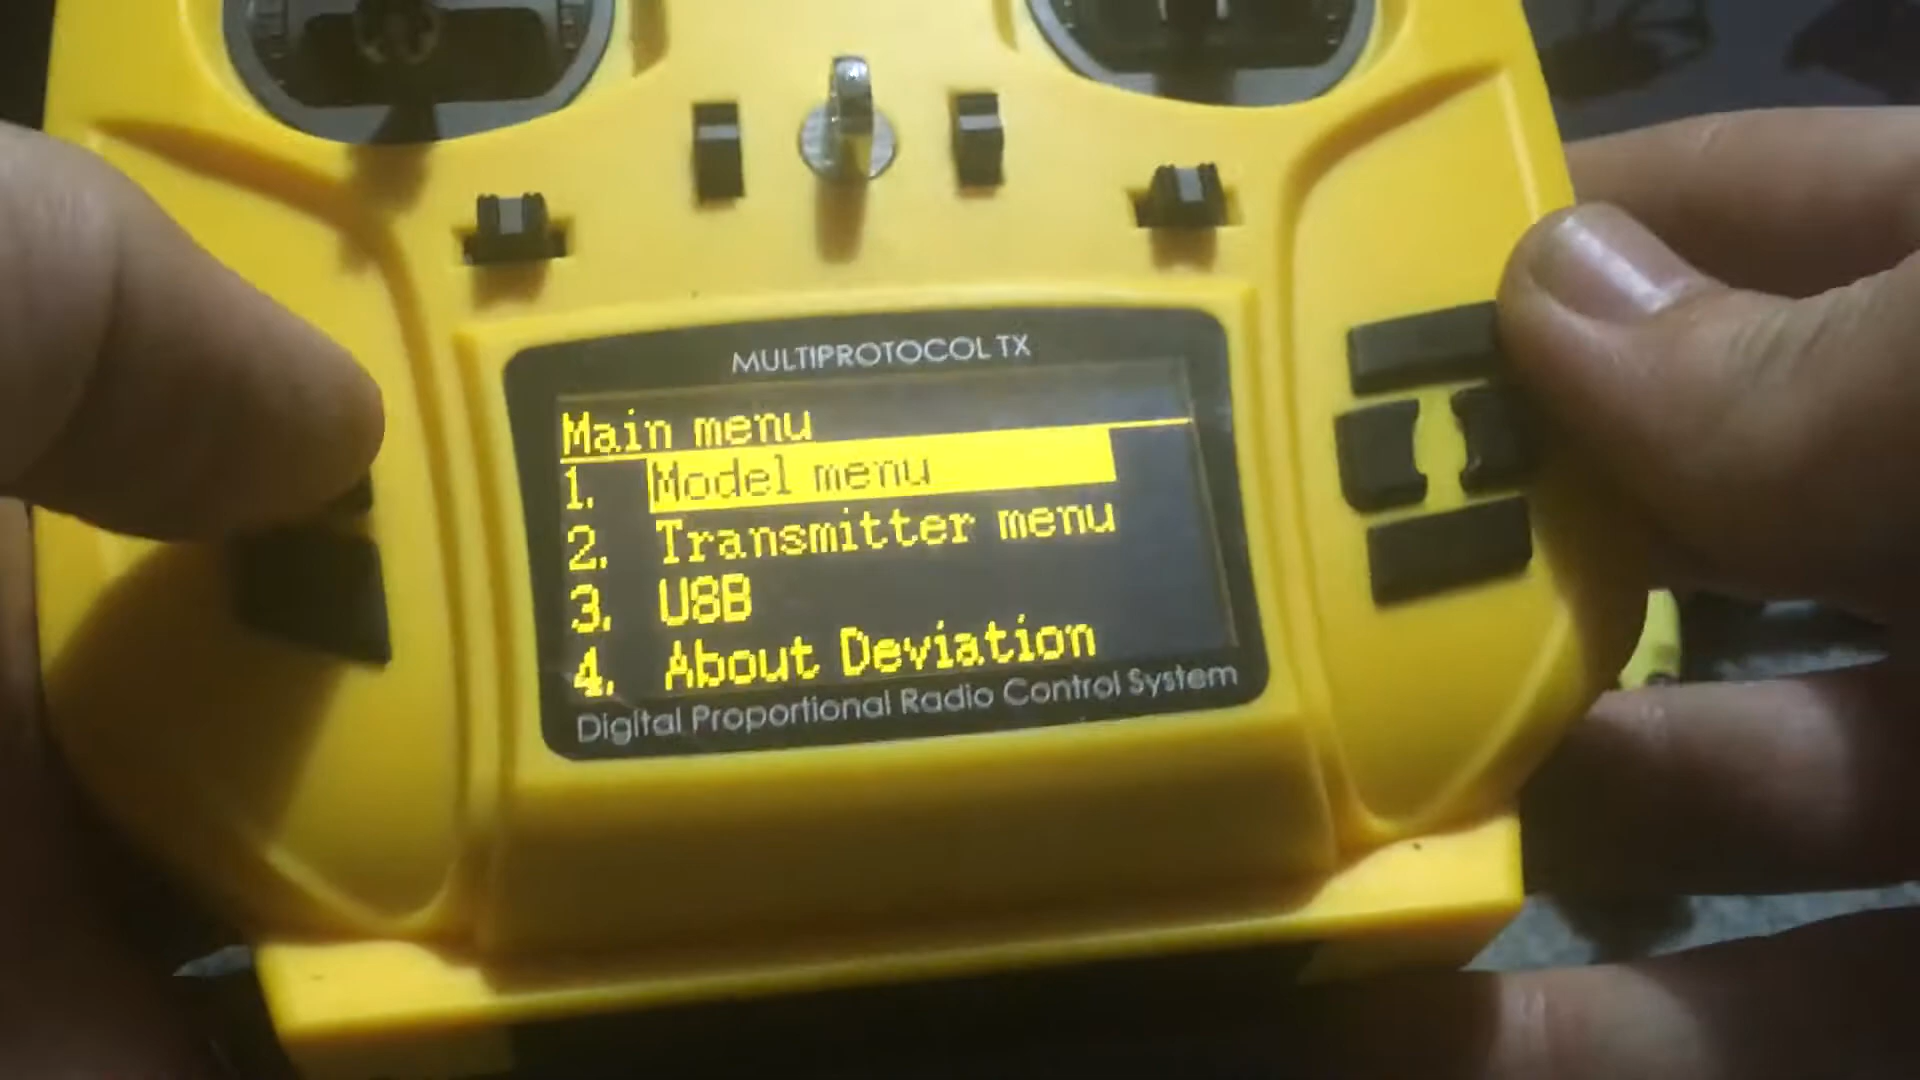 MULTIPROTOCOL TX
Main menu
1. Model menu
2. Transmitter menu
3. USB
4. About Deviation
Digital Proportional Radio Control System